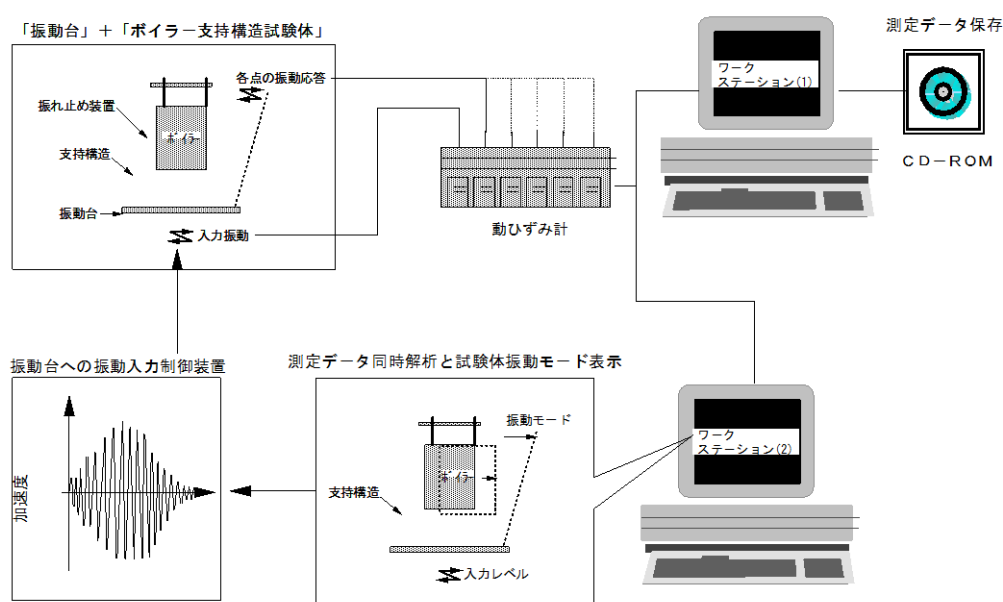 「振動台」＋「ボイラー支持構造試験体」
各点の振動応答
振れ止め装置
ボイラー
支持構造
振動台
入力振動
動ひずみ計
ワーク
ステーション(1)
測定データ保存
ＣＤ−ＲＯＭ
振動台への振動入力制御装置
加速度
測定データ同時解析と試験体振動モード表示
振動モード
ボイラー
支持構造
入力レベル
ワーク
ステーション(2)